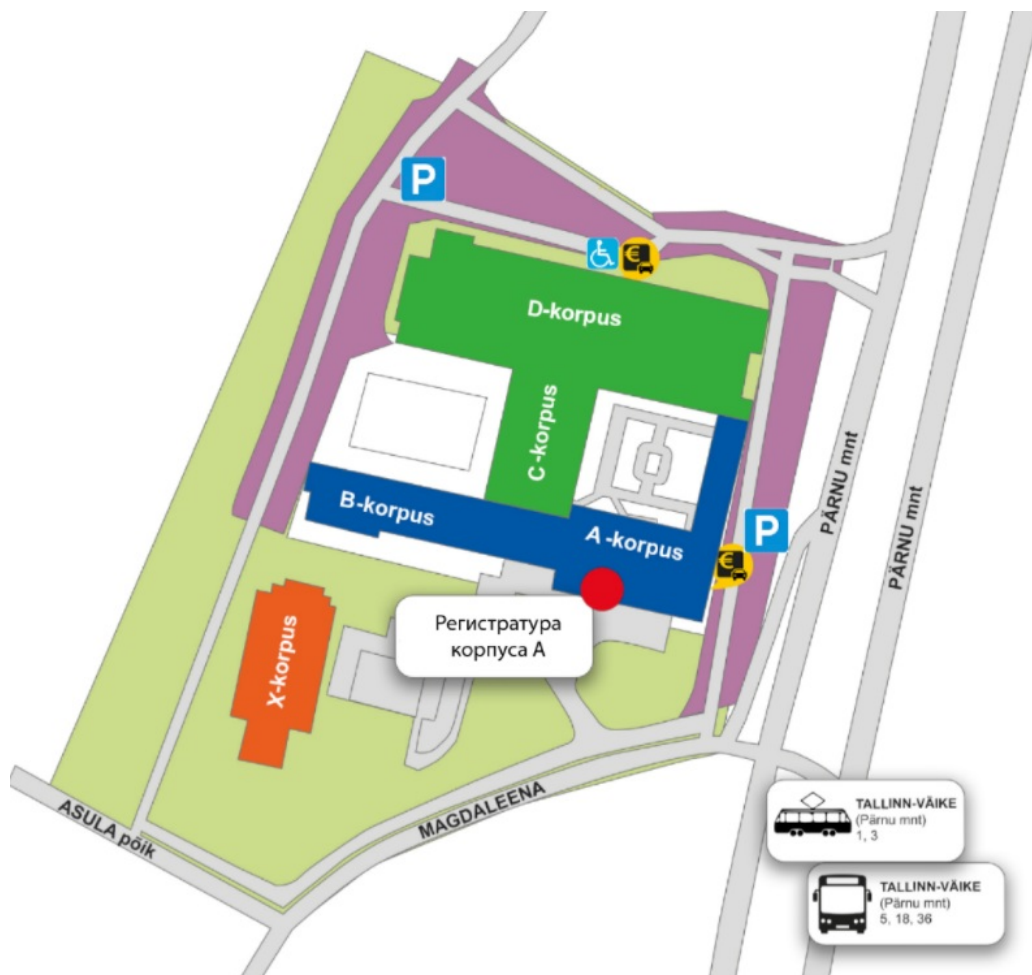 P
€
D-korpus
C-korpus
PÄRNU mnt
PÄRNU mnt
B-korpus
A-korpus
P
€
Регистратура
корпуса А
X-korpus
MAGDALEENA
ASULA põik
TALLINN-VÄIKE
(Pärnu mnt)
1, 3
TALLINN-VÄIKE
(Pärnu mnt)
5, 18, 36